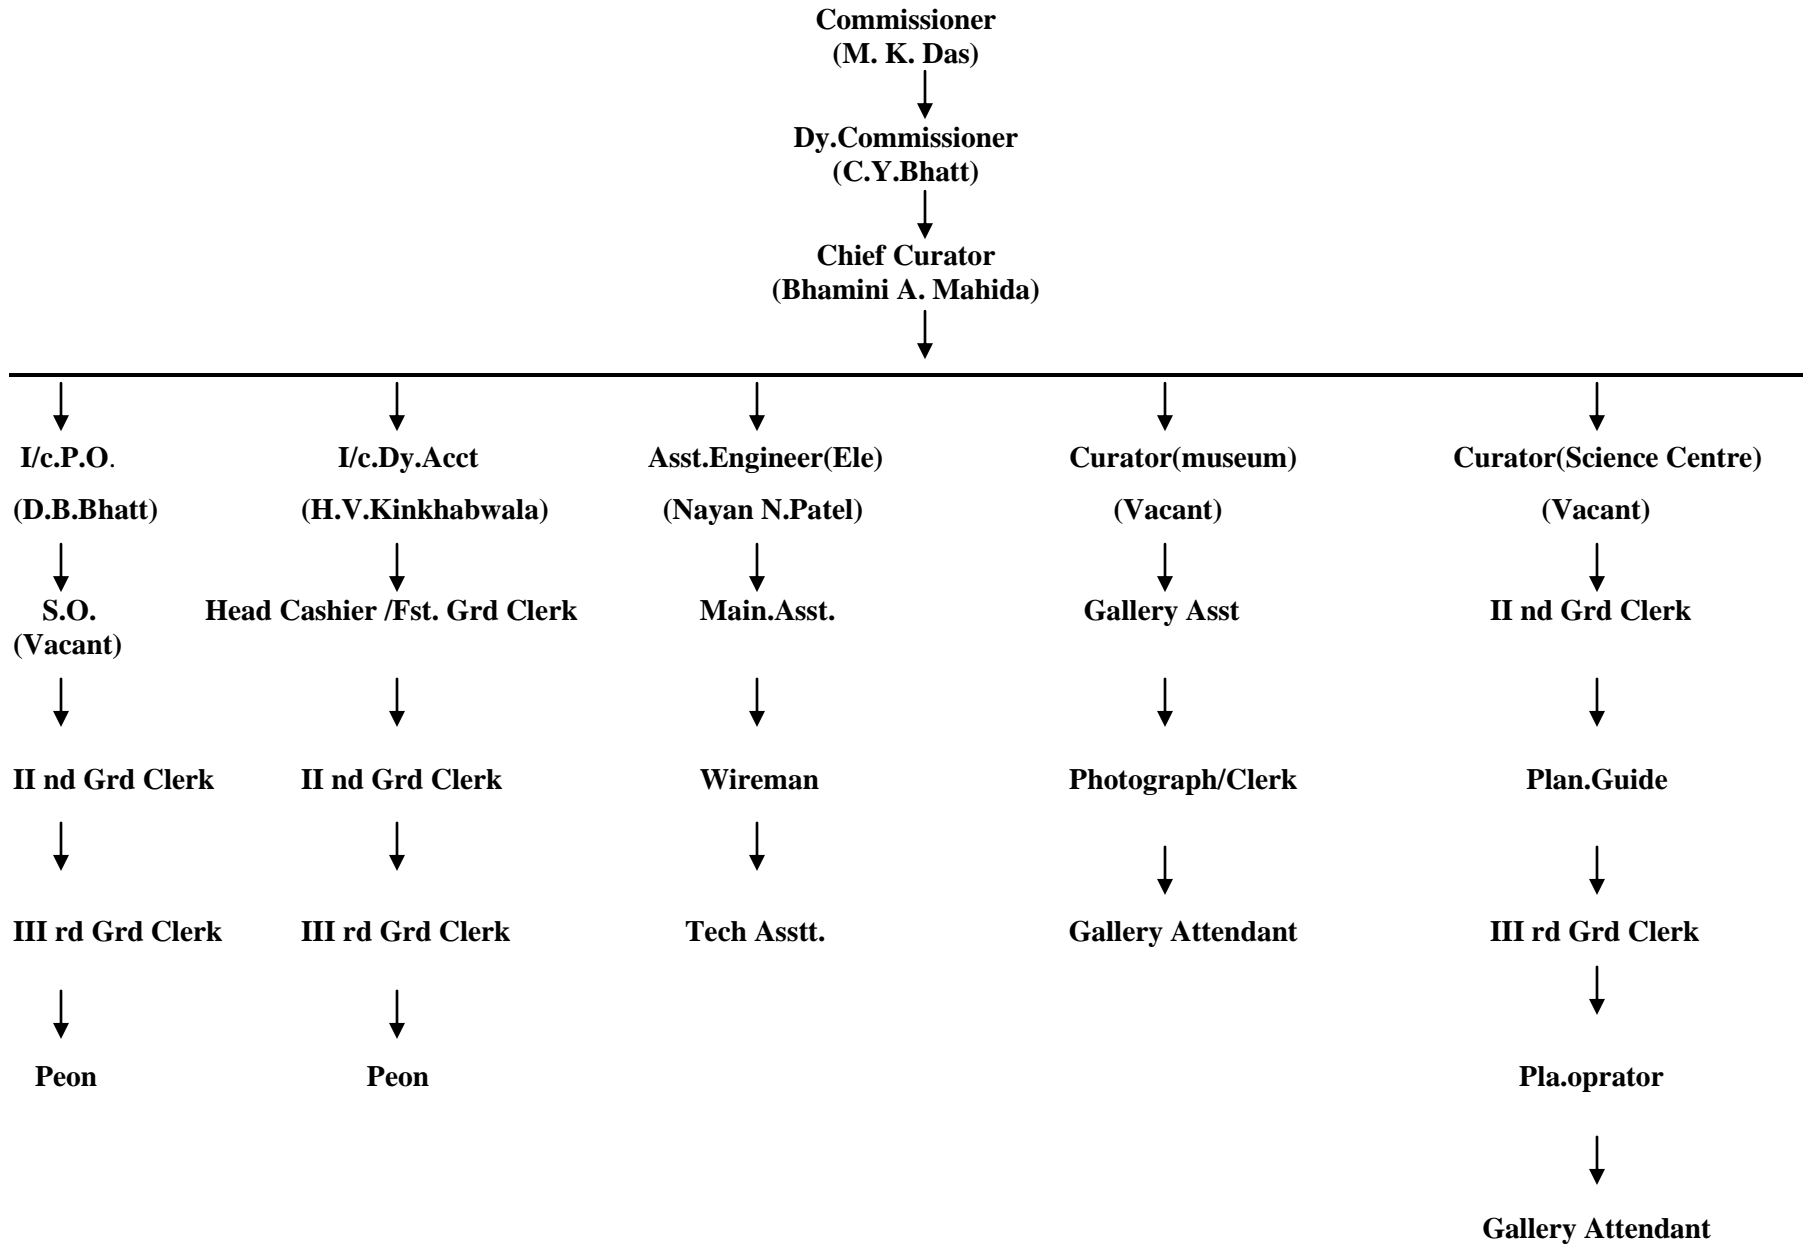 Commissioner
(M. K. Das)
Dy.Commissioner
(C.Y.Bhatt)
Chief Curator
(Bhamini A. Mahida)
I/c.P.O. I/c.Dy.Acct Asst.Engineer(Ele) Curator(museum) Curator(Science Centre)
(D.B.Bhatt) (H.V.Kinkhabwala) (Nayan N.Patel) (Vacant) (Vacant)
S.O. Head Cashier /Fst. Grd Clerk Main.Asst. Gallery Asst II nd Grd Clerk
(Vacant)
II nd Grd Clerk II nd Grd Clerk Wireman Photograph/Clerk Plan.Guide
III rd Grd Clerk III rd Grd Clerk Tech Asstt. Gallery Attendant III rd Grd Clerk
Peon Peon Pla.oprator
Gallery Attendant